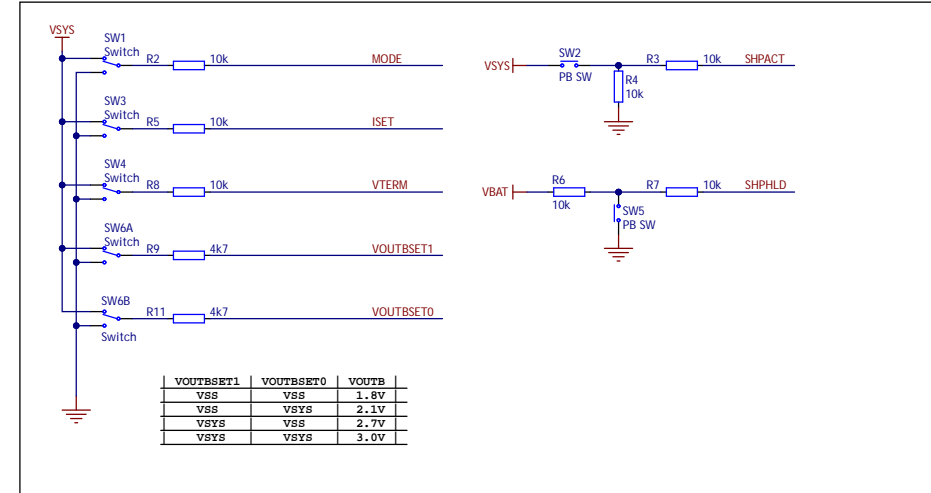 VSYS
SW1
Switch
R2 10k MODE
SW3
Switch
R5 10k ISET
SW4
Switch
R8 10k VTERM
SW6A
Switch
R9 4k7 VOUTBSET1
SW6B
R11 4k7 VOUTBSET0
Switch
VSYS SW2 R3 10k SHPACT
PB SW
R4
10k
VBAT R6 R7 10k SHPHLD
10k
SW5
PB SW
VOUTBSET1 VOUTBSET0 VOUTB
VSS VSS 1.8V
VSS VSYS 2.1V
VSYS VSS 2.7V
VSYS VSYS 3.0V